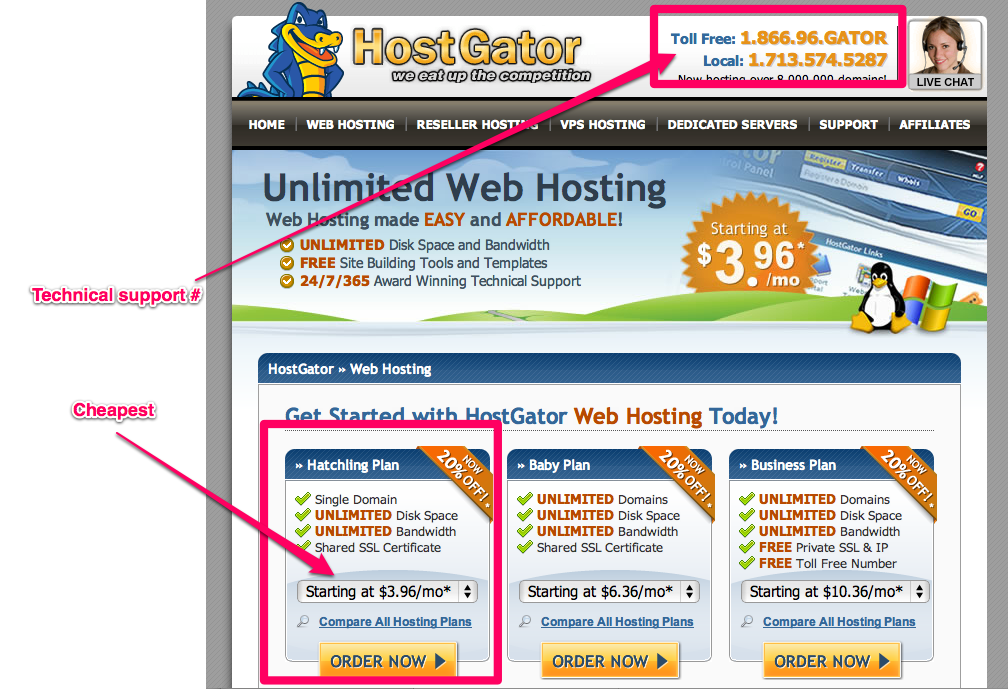 HostGator
we eat up the competition
Toll Free: 1.866.96.GATOR
Local: 1.713.574.5287
Now hosting over 8,000,000 domains!
LIVE CHAT
HOME
WEB HOSTING
RESELLER HOSTING
VPS HOSTING
DEDICATED SERVERS
SUPPORT
AFFILIATES
Unlimited Web Hosting
Web Hosting made EASY and AFFORDABLE!
UNLIMITED Disk Space and Bandwidth
FREE Site Building Tools and Templates
24/7/365 Award Winning Technical Support
Starting at
$3.96*
/mo
Register
Transfer
Whois
Register a Domain
GO
HostGator Links
Technical support #
Cheapest
HostGator » Web Hosting
Get Started with HostGator Web Hosting Today!
» Hatchling Plan
NOW
20% OFF!*
Single Domain
UNLIMITED Disk Space
UNLIMITED Bandwidth
Shared SSL Certificate
Starting at $3.96/mo*
Compare All Hosting Plans
ORDER NOW
» Baby Plan
NOW
20% OFF!*
UNLIMITED Domains
UNLIMITED Disk Space
UNLIMITED Bandwidth
Shared SSL Certificate
Starting at $6.36/mo*
Compare All Hosting Plans
ORDER NOW
» Business Plan
NOW
20% OFF!*
UNLIMITED Domains
UNLIMITED Disk Space
UNLIMITED Bandwidth
FREE Private SSL & IP
FREE Toll Free Number
Starting at $10.36/mo*
Compare All Hosting Plans
ORDER NOW